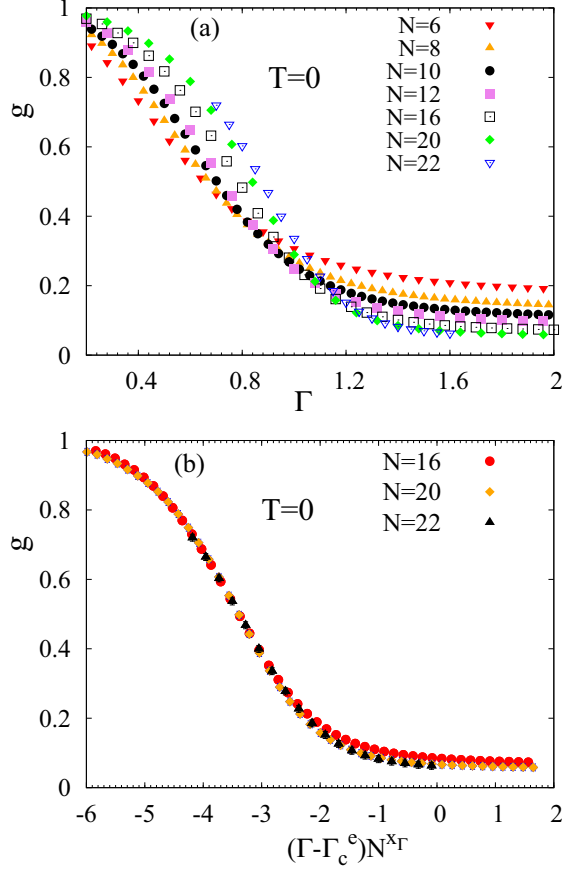 (a)
T=0
N=6
N=8
N=10
N=12
N=16
N=20
N=22
g
1
0.8
0.6
0.4
0.2
0
0.4 0.8 1.2 1.6 2
Γ
(b)
T=0
N=16
N=20
N=22
g
1
0.8
0.6
0.4
0.2
0
-6 -5 -4 -3 -2 -1 0 1 2
(Γ-Γ_c^e)N^{x_Γ}